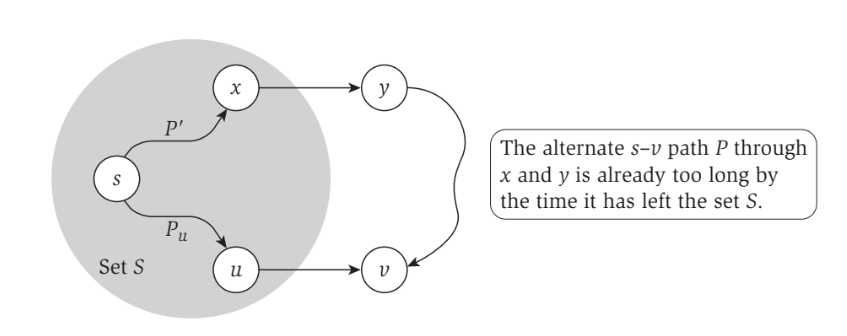 x
y
P′
The alternate s–v path P through
x and y is already too long by
the time it has left the set S.
s
P_u
Set S
u
v